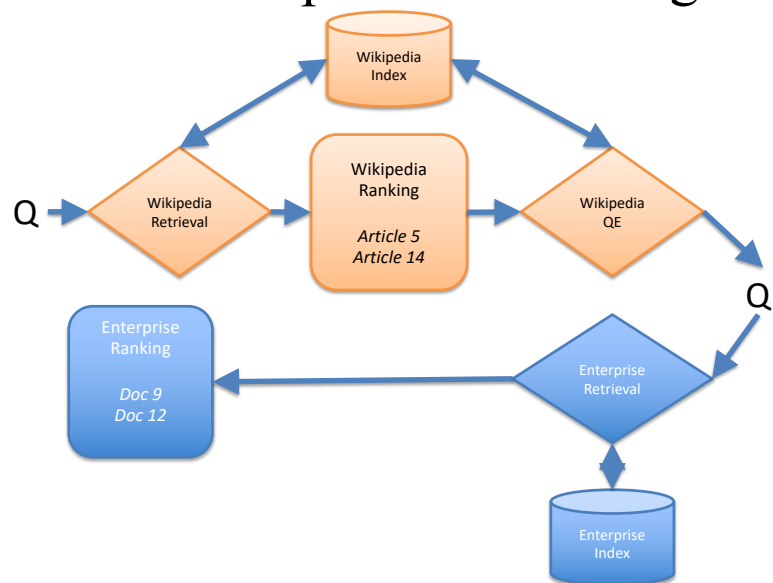 Wikipedia
Index
Q
Wikipedia
Retrieval
Wikipedia
Ranking
Article 5
Article 14
Wikipedia
QE
Q
Enterprise
Ranking
Doc 9
Doc 12
Enterprise
Retrieval
Enterprise
Index